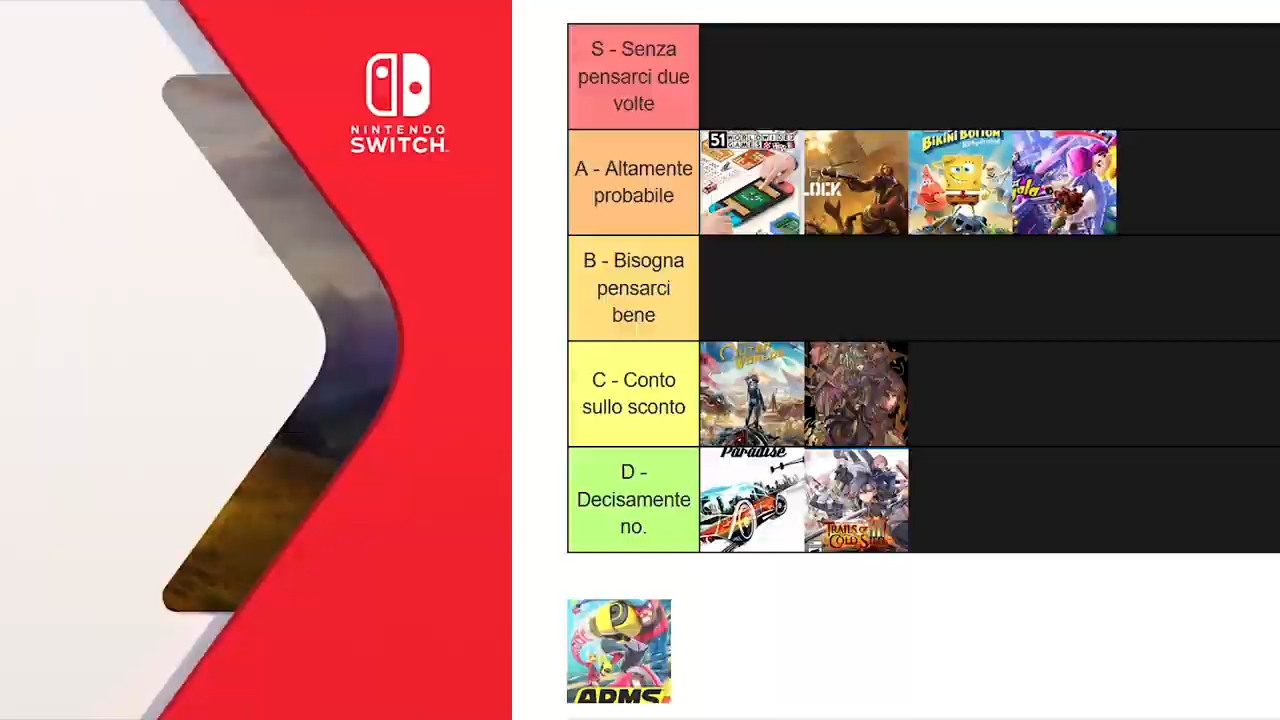 NINTENDO
SWITCH
S - Senza
pensarci due
volte
A - Altamente
probabile
51 WORLDWIDE
GAMES
LOCK
BIKINI BOTTOM
B - Bisogna
pensarci
bene
C - Conto
sullo sconto
D -
Decisamente
no.
Paradise
TRAILS OF
COLD STEEL III
ARMS